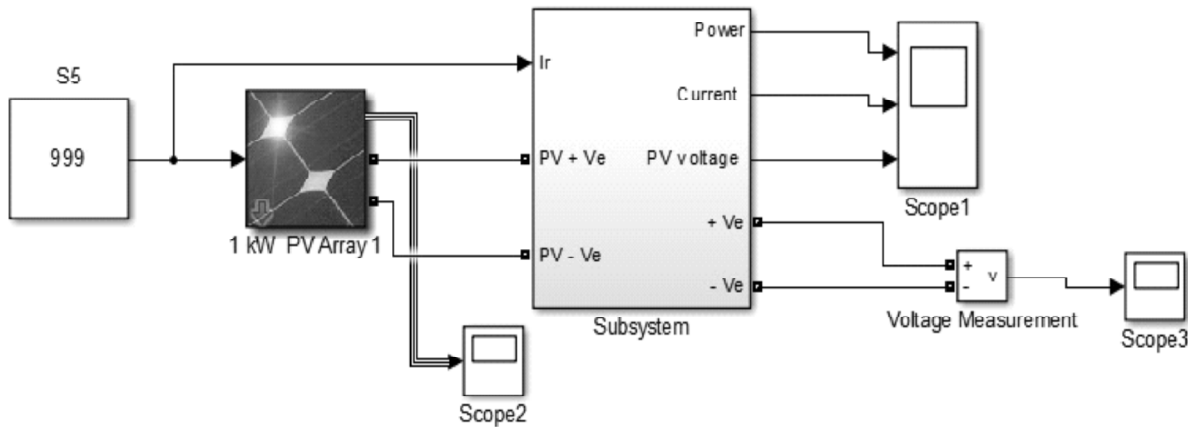 S5
999
1 kW PV Array 1
Ir
PV + Ve
PV - Ve
Power
Current
PV voltage
+ Ve
- Ve
Subsystem
Scope1
+
-
v
Voltage Measurement
Scope3
Scope2